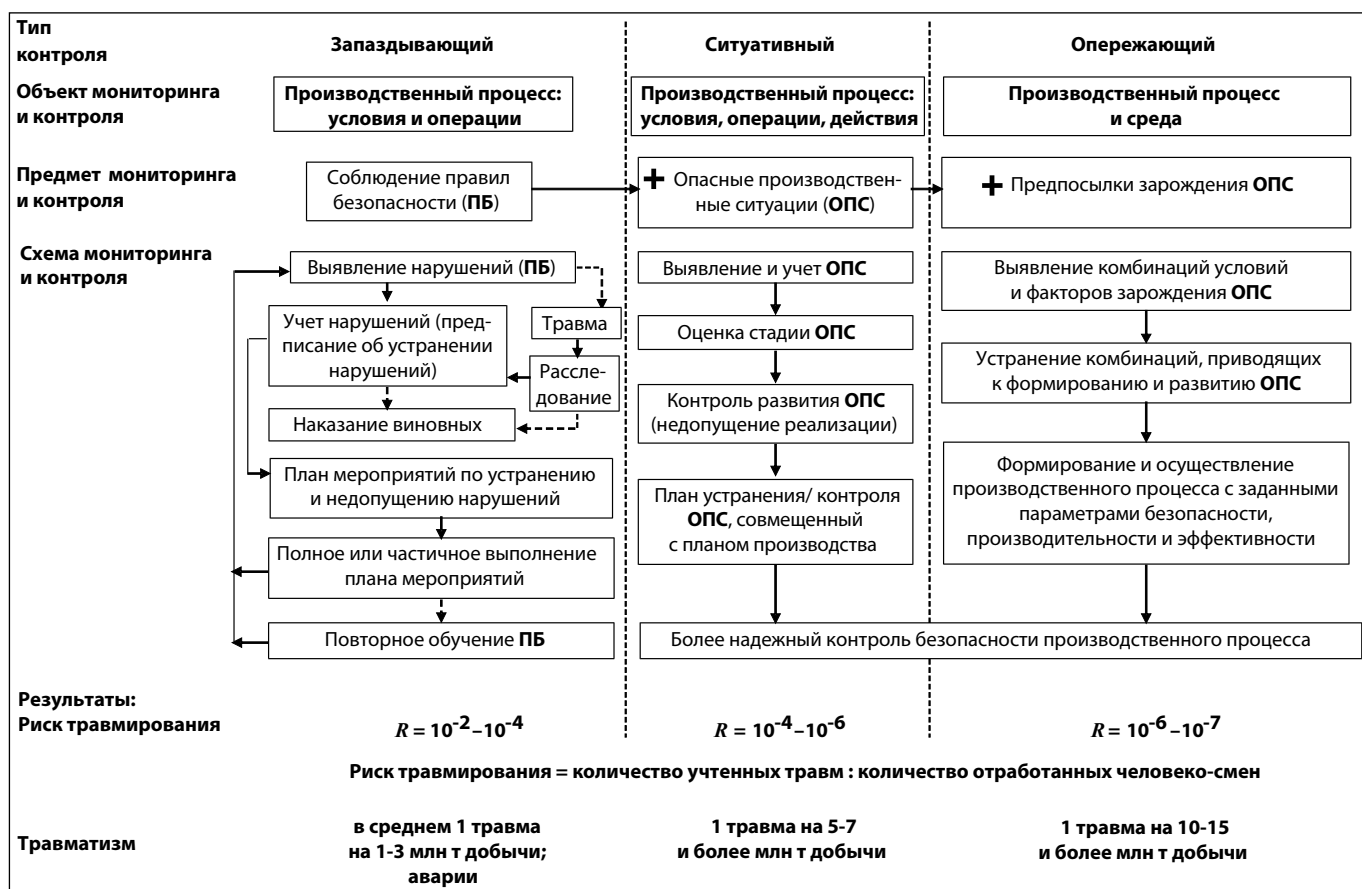 Тип
контроля
Запаздывающий
Ситуативный
Опережающий
Объект мониторинга
и контроля
Производственный процесс:
условия и операции
Производственный процесс:
условия, операции, действия
Производственный процесс
и среда
Предмет мониторинга
и контроля
Соблюдение правил
безопасности (ПБ)
+ Опасные производствен-
ные ситуации (ОПС)
+ Предпосылки зарождения ОПС
Схема мониторинга
и контроля
Выявление нарушений (ПБ)
Учет нарушений (пред-
писание об устранении
нарушений)
Травма
Рассле-
дование
Наказание виновных
План мероприятий по устранению
и недопущению нарушений
Полное или частичное выполнение
плана мероприятий
Повторное обучение ПБ
Выявление и учет ОПС
Оценка стадии ОПС
Контроль развития ОПС
(недопущение реализации)
План устранения/ контроля
ОПС, совмещенный
с планом производства
Выявление комбинаций условий
и факторов зарождения ОПС
Устранение комбинаций, приводящих
к формированию и развитию ОПС
Формирование и осуществление
производственного процесса с заданными
параметрами безопасности,
производительности и эффективности
Более надежный контроль безопасности производственного процесса
Результаты:
Риск травмирования
R = 10⁻²–10⁻⁴
R = 10⁻⁴–10⁻⁶
R = 10⁻⁶–10⁻⁷
Риск травмирования = количество учтенных травм : количество отработанных человеко-смен
Травматизм
в среднем 1 травма
на 1-3 млн т добычи;
аварии
1 травма на 5-7
и более млн т добычи
1 травма на 10-15
и более млн т добычи